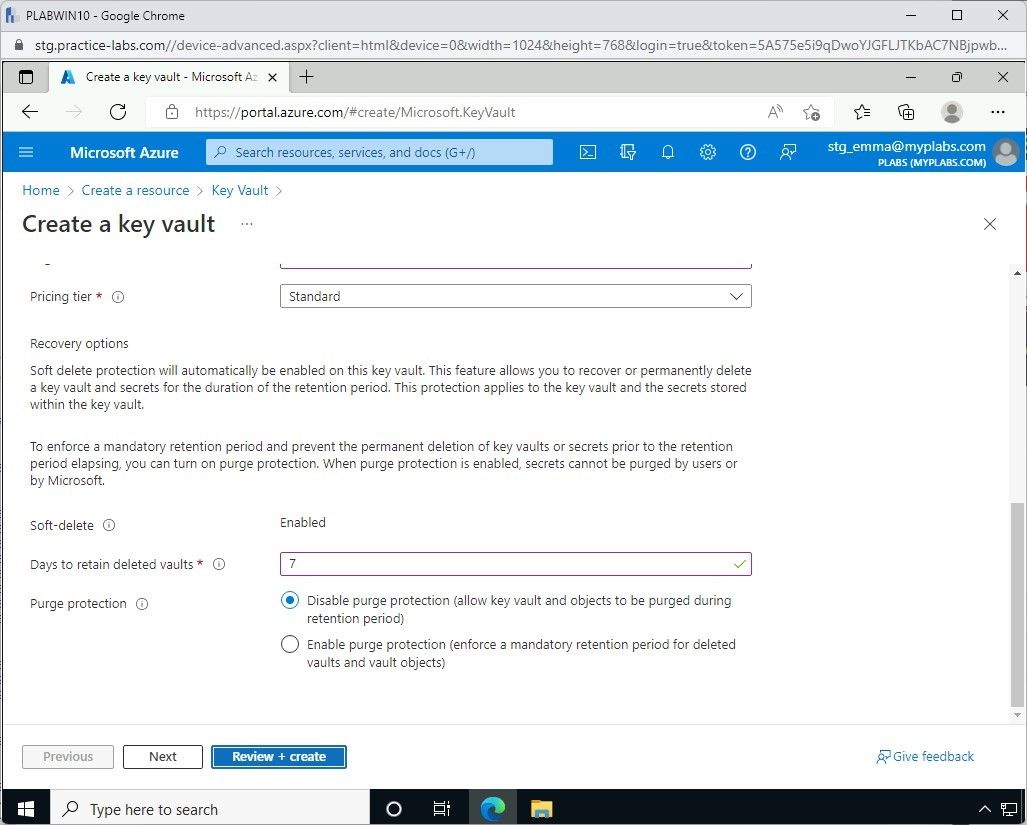 PLABWIN10 - Google Chrome
stg.practice-labs.com//device-advanced.aspx?client=html&device=0&width=1024&height=768&login=true&token=5A575e5i9qDwoYJGFLJTKbAC7NBjpwb...
Create a key vault - Microsoft Az
https://portal.azure.com/#create/Microsoft.KeyVault
Microsoft Azure
Search resources, services, and docs (G+/)
stg_emma@myplabs.com
PLABS (MYPLABS.COM)
Home > Create a resource > Key Vault >
Create a key vault ...
Pricing tier *
Standard
Recovery options
Soft delete protection will automatically be enabled on this key vault. This feature allows you to recover or permanently delete
a key vault and secrets for the duration of the retention period. This protection applies to the key vault and the secrets stored
within the key vault.
To enforce a mandatory retention period and prevent the permanent deletion of key vaults or secrets prior to the retention
period elapsing, you can turn on purge protection. When purge protection is enabled, secrets cannot be purged by users or
by Microsoft.
Soft-delete
Enabled
Days to retain deleted vaults *
7
Purge protection
Disable purge protection (allow key vault and objects to be purged during
retention period)
Enable purge protection (enforce a mandatory retention period for deleted
vaults and vault objects)
Previous
Next
Review + create
Give feedback
Type here to search